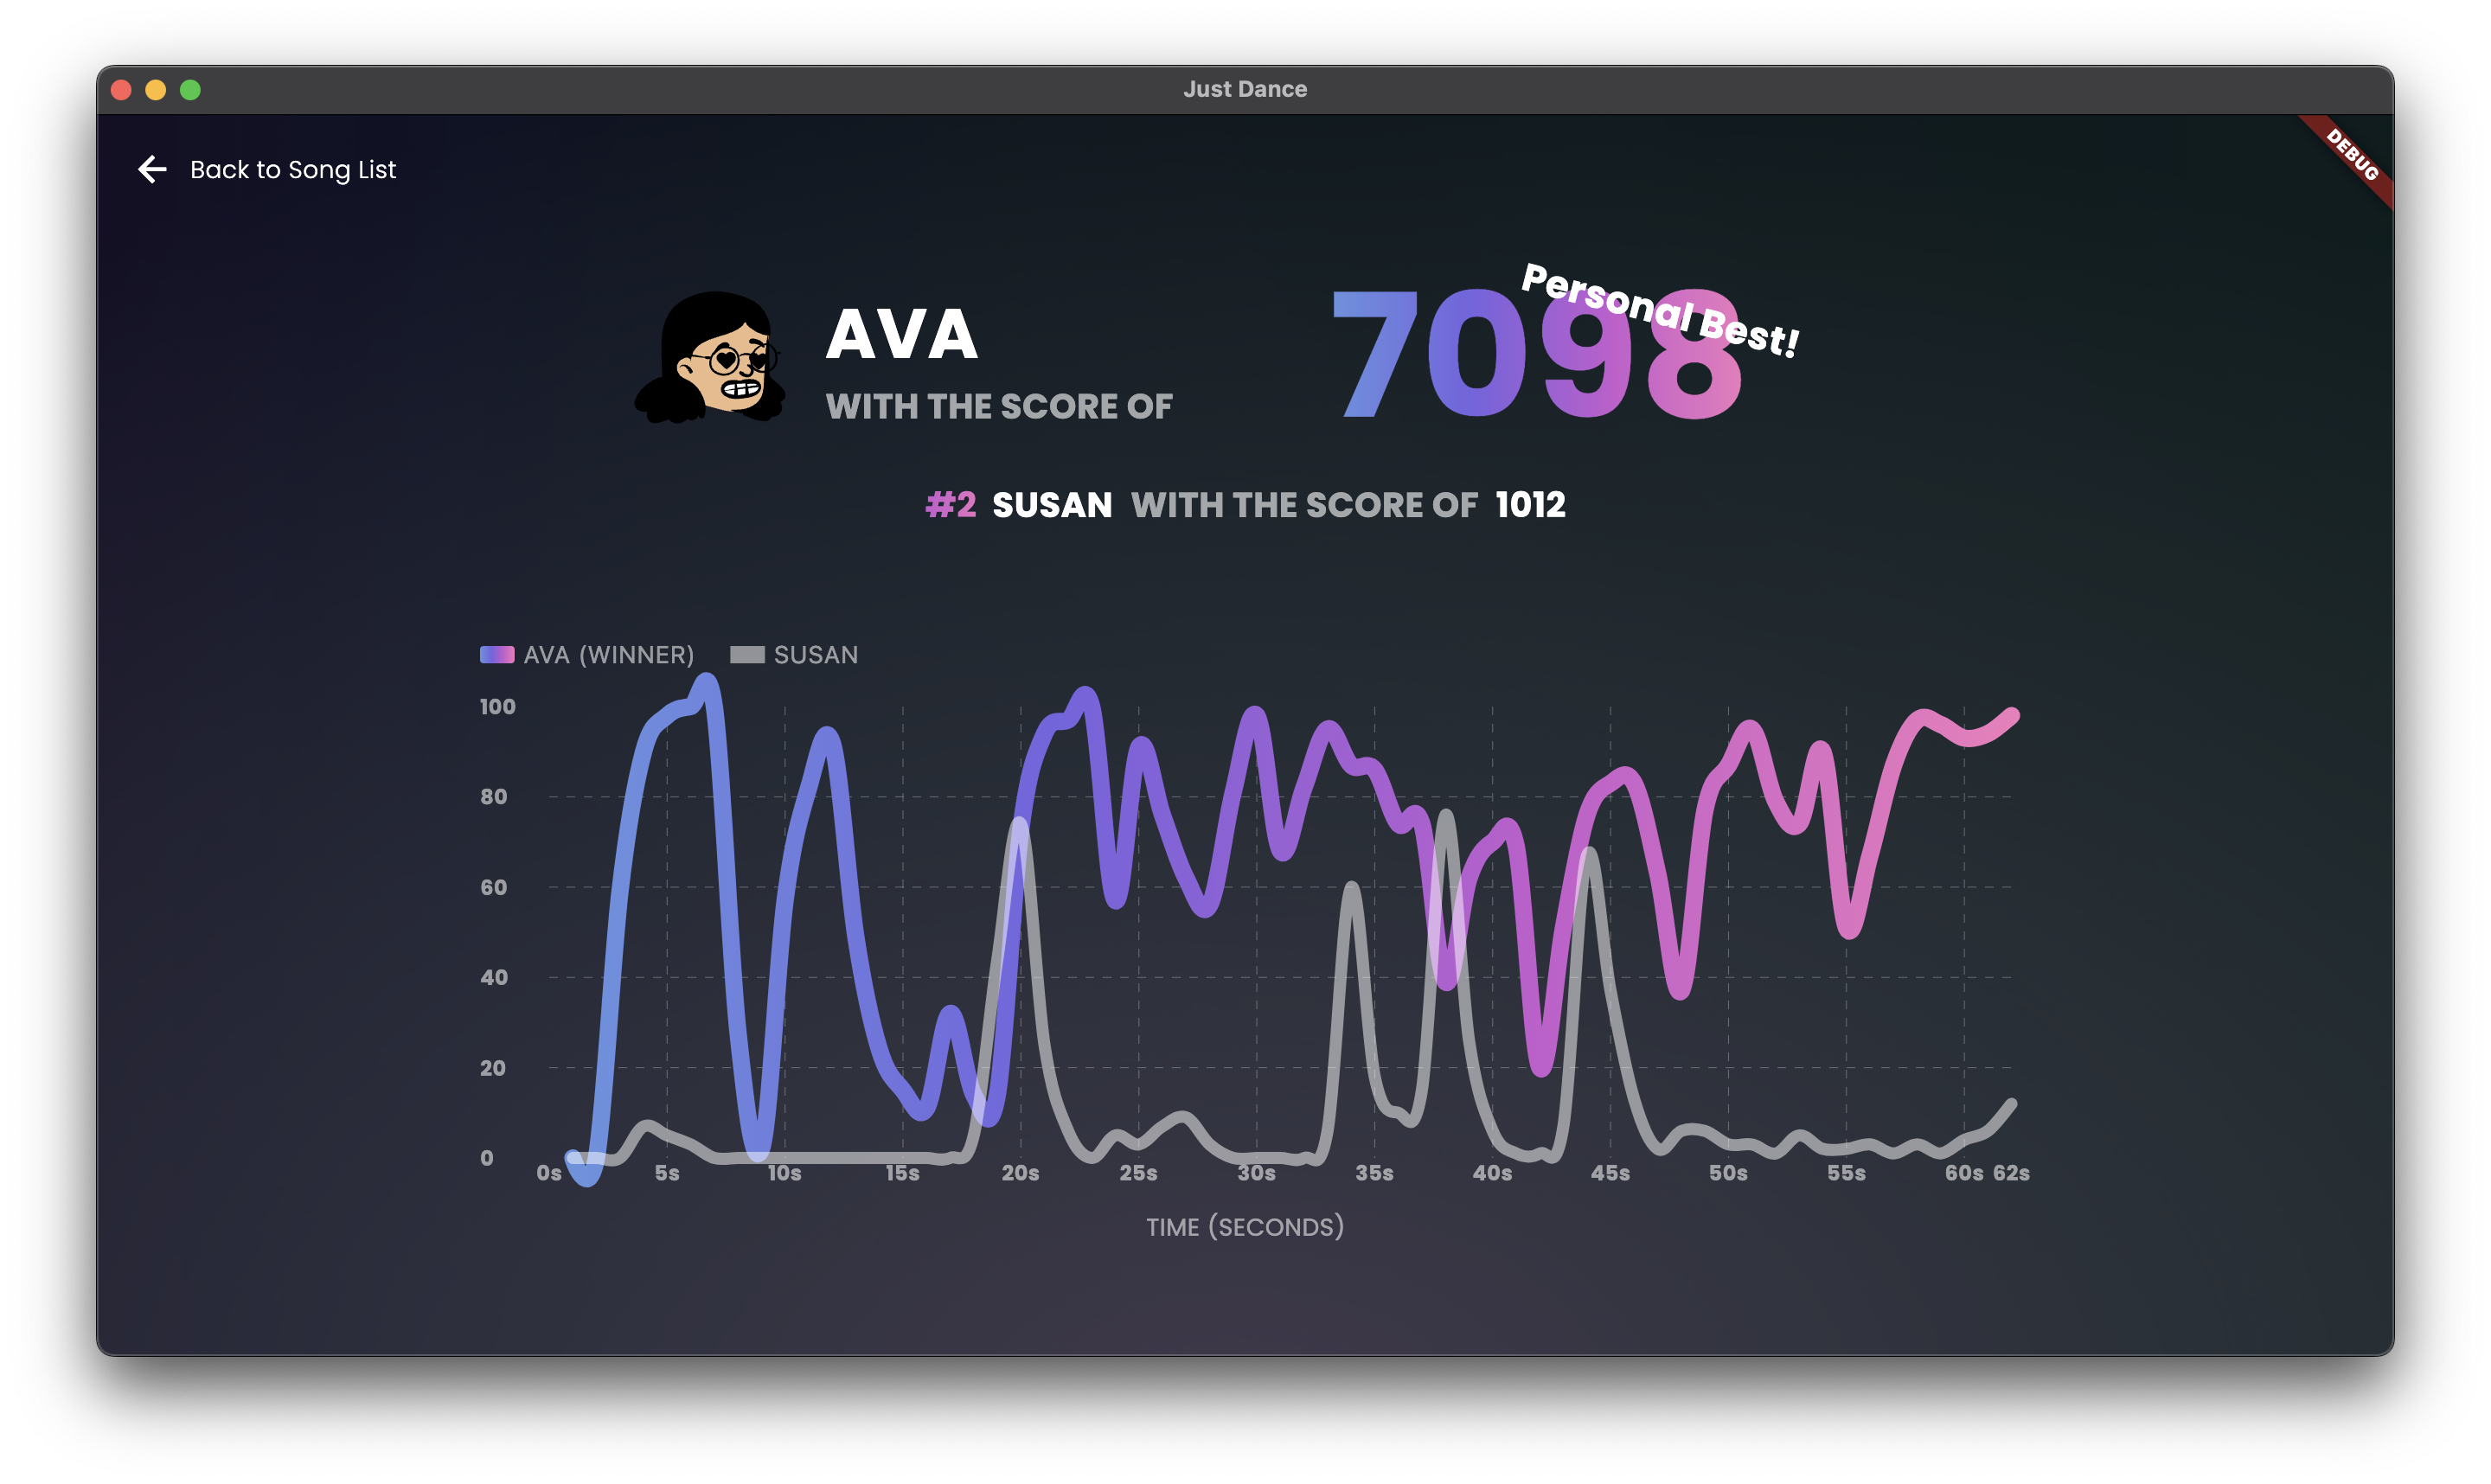 Just Dance
Back to Song List
DEBUG
AVA
WITH THE SCORE OF
7098
Personal Best!
#2 SUSAN WITH THE SCORE OF 1012
AVA (WINNER) SUSAN
100
80
60
40
20
0
0s 5s 10s 15s 20s 25s 30s 35s 40s 45s 50s 55s 60s 62s
TIME (SECONDS)